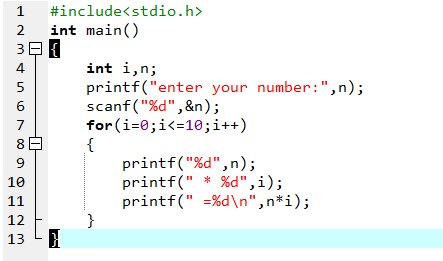 1 #include<stdio.h>
2 int main()
3 {
4 int i,n;
5 printf("enter your number:",n);
6 scanf("%d",&n);
7 for(i=0;i<=10;i++)
8 {
9 printf("%d",n);
10 printf(" * %d",i);
11 printf(" =%d\n",n*i);
12 }
13 }